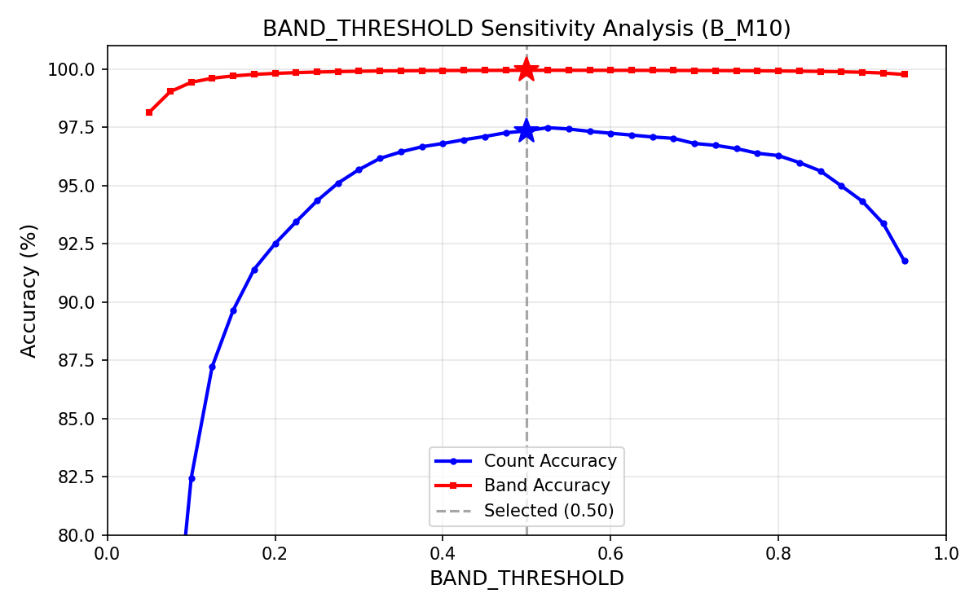 BAND_THRESHOLD Sensitivity Analysis (B_M10)
Accuracy (%)
100.0
97.5
95.0
92.5
90.0
87.5
85.0
82.5
80.0
Count Accuracy
Band Accuracy
Selected (0.50)
0.0 0.2 0.4 0.6 0.8 1.0
BAND_THRESHOLD